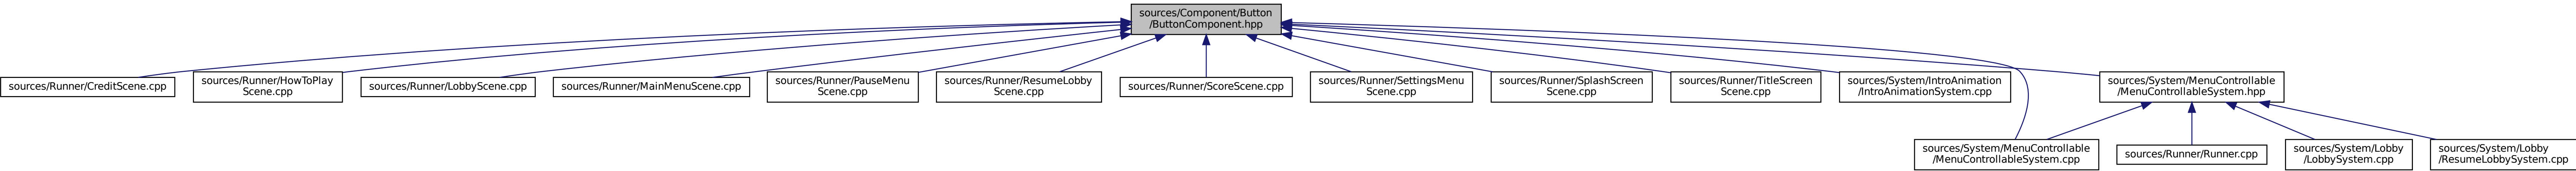 sources/Component/Button
/ButtonComponent.hpp
sources/Runner/CreditScene.cpp
sources/Runner/HowToPlay
Scene.cpp
sources/Runner/LobbyScene.cpp
sources/Runner/MainMenuScene.cpp
sources/Runner/PauseMenu
Scene.cpp
sources/Runner/ResumeLobby
Scene.cpp
sources/Runner/ScoreScene.cpp
sources/Runner/SettingsMenu
Scene.cpp
sources/Runner/SplashScreen
Scene.cpp
sources/Runner/TitleScreen
Scene.cpp
sources/System/IntroAnimation
/IntroAnimationSystem.cpp
sources/System/MenuControllable
/MenuControllableSystem.hpp
sources/System/MenuControllable
/MenuControllableSystem.cpp
sources/Runner/Runner.cpp
sources/System/Lobby
/LobbySystem.cpp
sources/System/Lobby
/ResumeLobbySystem.cpp